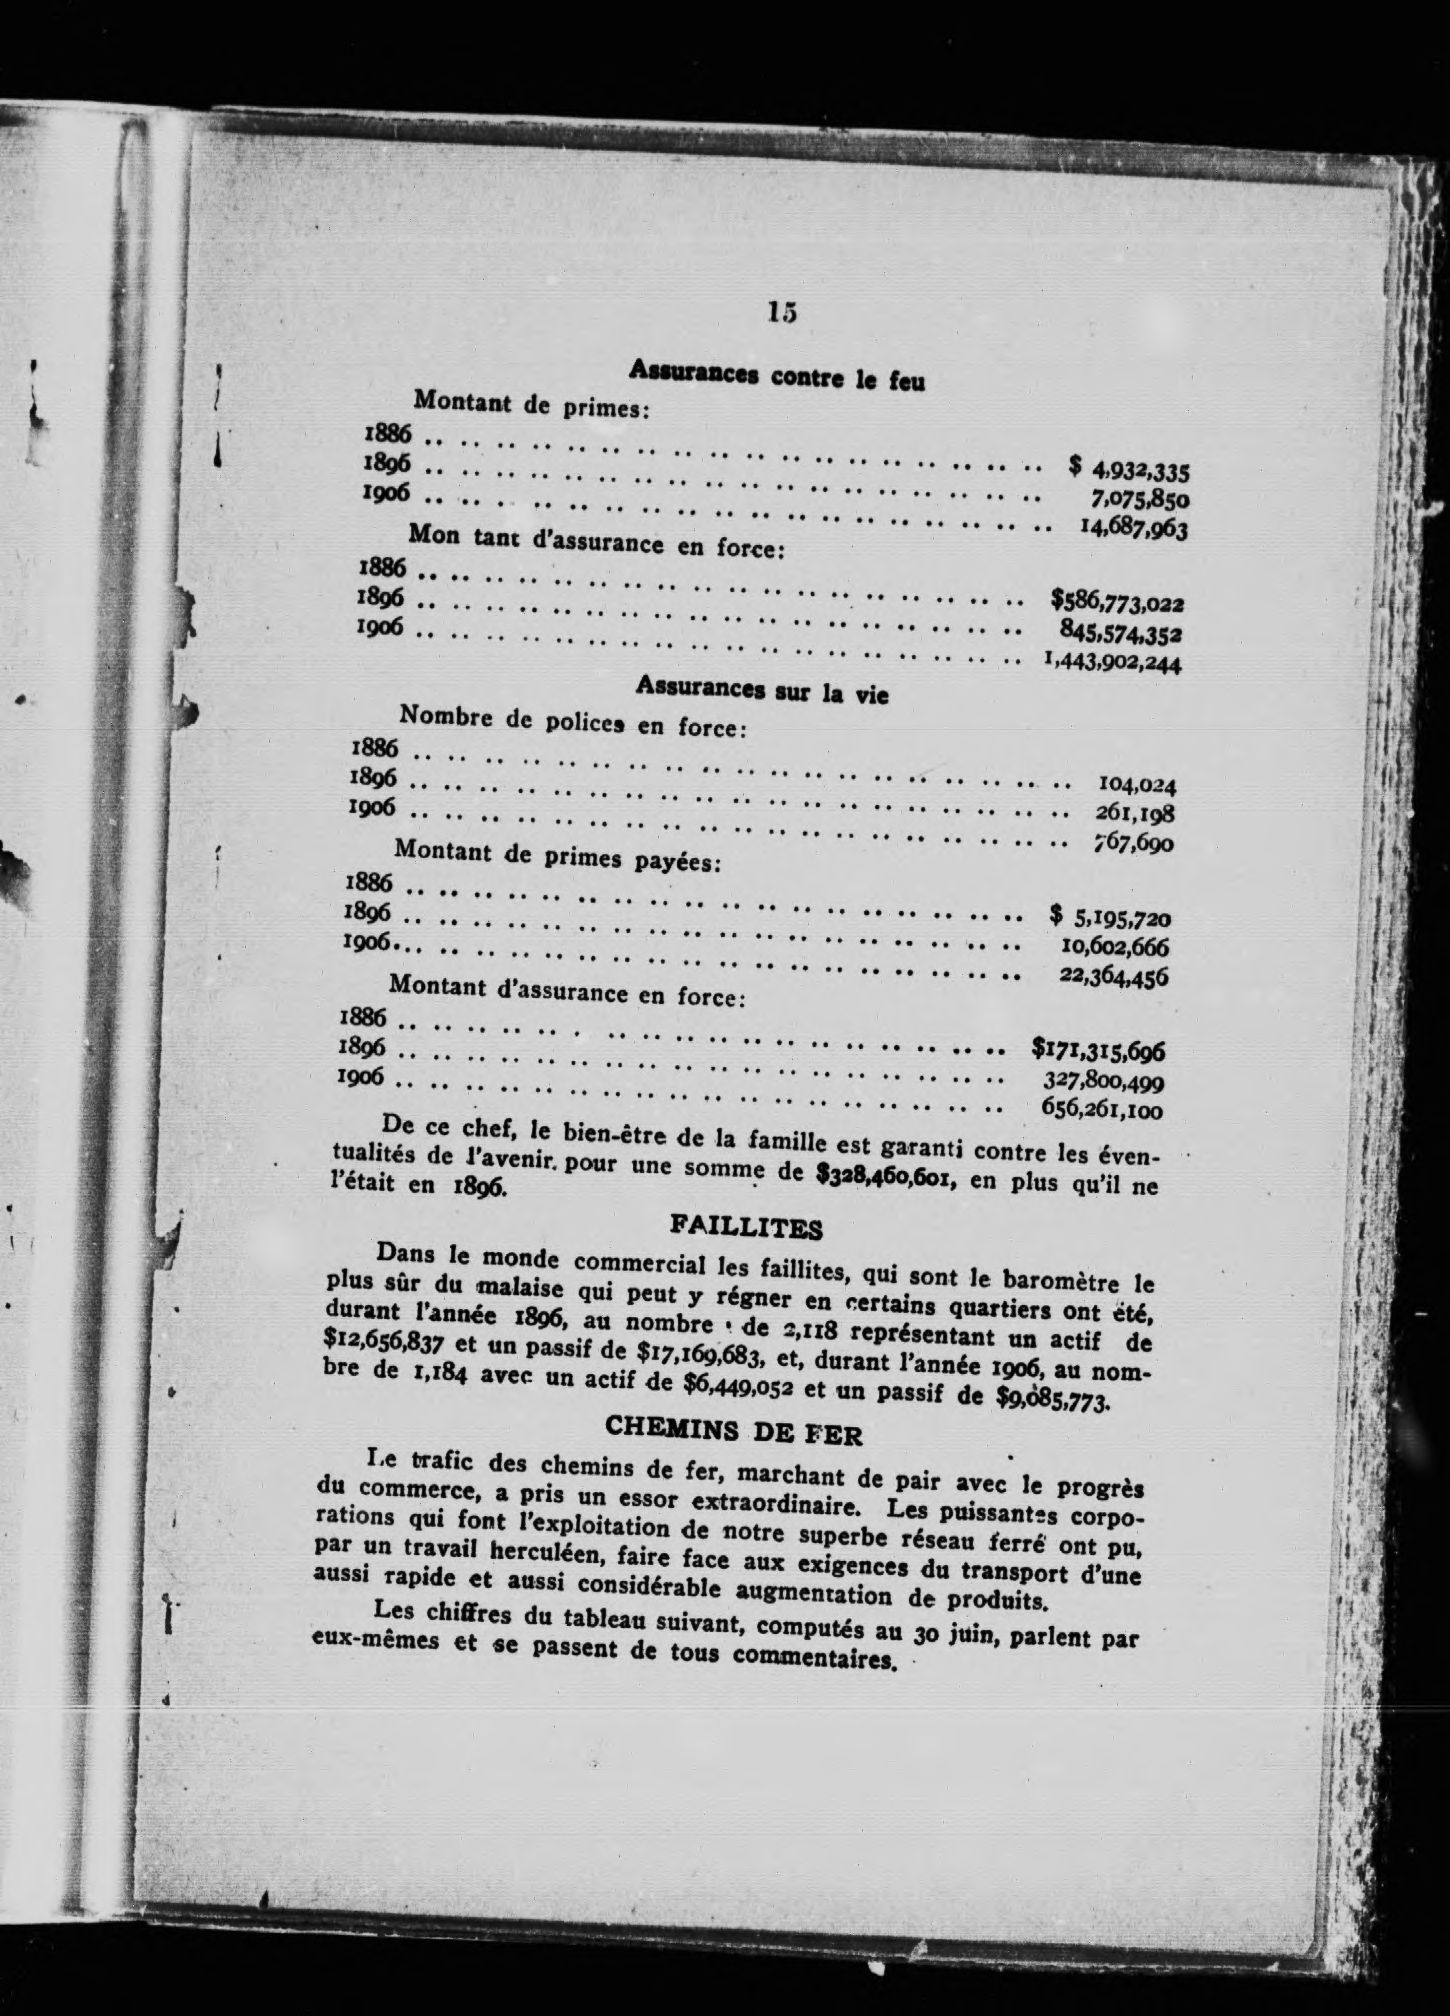 15
Assurances contre le feu
Montant de primes:
1886 .. .. .. .. .. .. .. .. .. .. .. .. .. .. .. .. .. .. $ 4,932,335
1896 .. .. .. .. .. .. .. .. .. .. .. .. .. .. .. .. .. .. 7,075,850
1906 .. .. . .. .. .. .. .. .. .. .. .. .. .. .. .. .. .. 14,687,963
Mon tant d'assurance en force:
1886 .. .. .. .. .. .. .. .. .. .. .. .. .. .. .. .. .. .. $586,773,022
1896 .. .. .. .. .. .. .. .. .. .. .. .. .. .. .. .. .. .. 845,574,352
1906 .. .. .. .. .. .. .. .. .. .. .. .. .. .. .. .. .. .. 1,443,902,244
Assurances sur la vie
Nombre de polices en force:
1886 .. .. .. .. .. .. .. .. .. .. .. .. .. .. .. .. .. .. .. 104,024
1896 .. .. .. .. .. .. .. .. .. .. .. .. .. .. .. .. .. .. .. 261,198
1906 .. .. .. .. .. .. .. .. .. .. .. .. .. .. .. .. .. .. .. 767,690
Montant de primes payées:
1886 .. .. .. .. .. .. .. .. .. .. .. .. .. .. .. .. .. .. $ 5,195,720
1896 .. .. .. .. .. .. .. .. .. .. .. .. .. .. .. .. .. .. 10,602,666
1906... .. .. .. .. .. .. .. .. .. .. .. .. .. .. .. .. .. 22,364,456
Montant d'assurance en force:
1886 .. .. .. .. .. . .. .. .. .. .. .. .. .. .. .. .. .. $171,315,696
1896 .. .. .. .. .. .. .. .. .. .. .. .. .. .. .. .. .. .. 327,800,499
1906 .. .. .. .. .. .. .. .. .. .. .. .. .. .. .. .. .. .. 656,261,100
De ce chef, le bien-être de la famille est garanti contre les éven-
tualités de l'avenir. pour une somme de $328,460,601, en plus qu'il ne
l'était en 1896.
FAILLITES
Dans le monde commercial les faillites, qui sont le baromètre le
plus sûr du malaise qui peut y régner en certains quartiers ont été,
durant l'année 1896, au nombre de 2,118 représentant un actif de
$12,656,837 et un passif de $17,169,683, et, durant l'année 1906, au nom-
bre de 1,184 avec un actif de $6,449,052 et un passif de $9,085,773.
CHEMINS DE FER
Le trafic des chemins de fer, marchant de pair avec le progrès
du commerce, a pris un essor extraordinaire. Les puissantes corpo-
rations qui font l'exploitation de notre superbe réseau ferré ont pu,
par un travail herculéen, faire face aux exigences du transport d'une
aussi rapide et aussi considérable augmentation de produits.
Les chiffres du tableau suivant, computés au 30 juin, parlent par
eux-mêmes et se passent de tous commentaires.